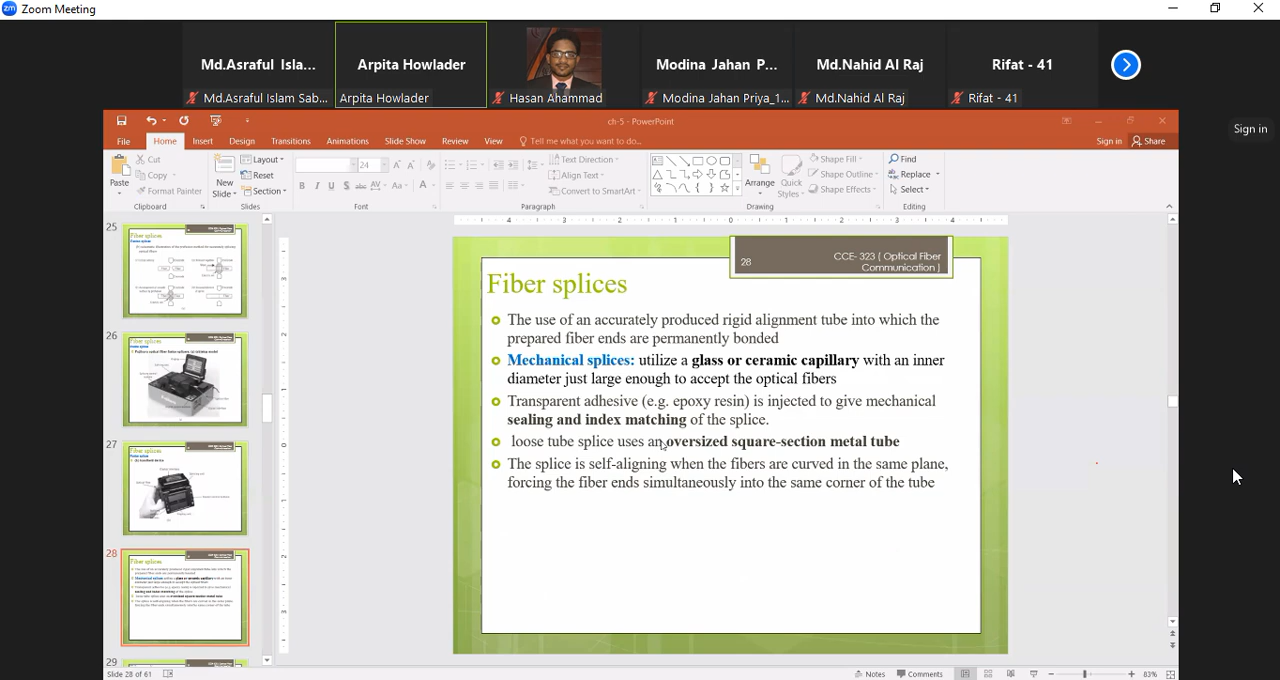 Zoom Meeting
Md.Asraful Isla...
Arpita Howlader
Modina Jahan P...
Md.Nahid Al Raj
Rifat - 41
Md.Asraful Islam Sab...
Arpita Howlader
Hasan Ahammad
Modina Jahan Priya_1...
Md.Nahid Al Raj
Rifat - 41
Sign in
ch-5 - PowerPoint
File Home Insert Design Transitions Animations Slide Show Review View Tell me what you want to do...
Sign in Share
Paste
Cut
Copy
Format Painter
Clipboard
New
Slide
Layout
Reset
Section
Slides
24
Font
Text Direction
Align Text
Convert to SmartArt
Paragraph
Arrange
Quick
Styles
Shape Fill
Shape Outline
Shape Effects
Drawing
Find
Replace
Select
Editing
25
Fiber splices
26
Fiber splices
27
Fiber splices
28
Fiber splices
29
28
CCE- 323 [ Optical Fiber
Communication ]
Fiber splices
The use of an accurately produced rigid alignment tube into which the
prepared fiber ends are permanently bonded
Mechanical splices: utilize a glass or ceramic capillary with an inner
diameter just large enough to accept the optical fibers
Transparent adhesive (e.g. epoxy resin) is injected to give mechanical
sealing and index matching of the splice.
loose tube splice uses an oversized square-section metal tube
The splice is self-aligning when the fibers are curved in the same plane,
forcing the fiber ends simultaneously into the same corner of the tube
Slide 28 of 61
Notes
Comments
83%